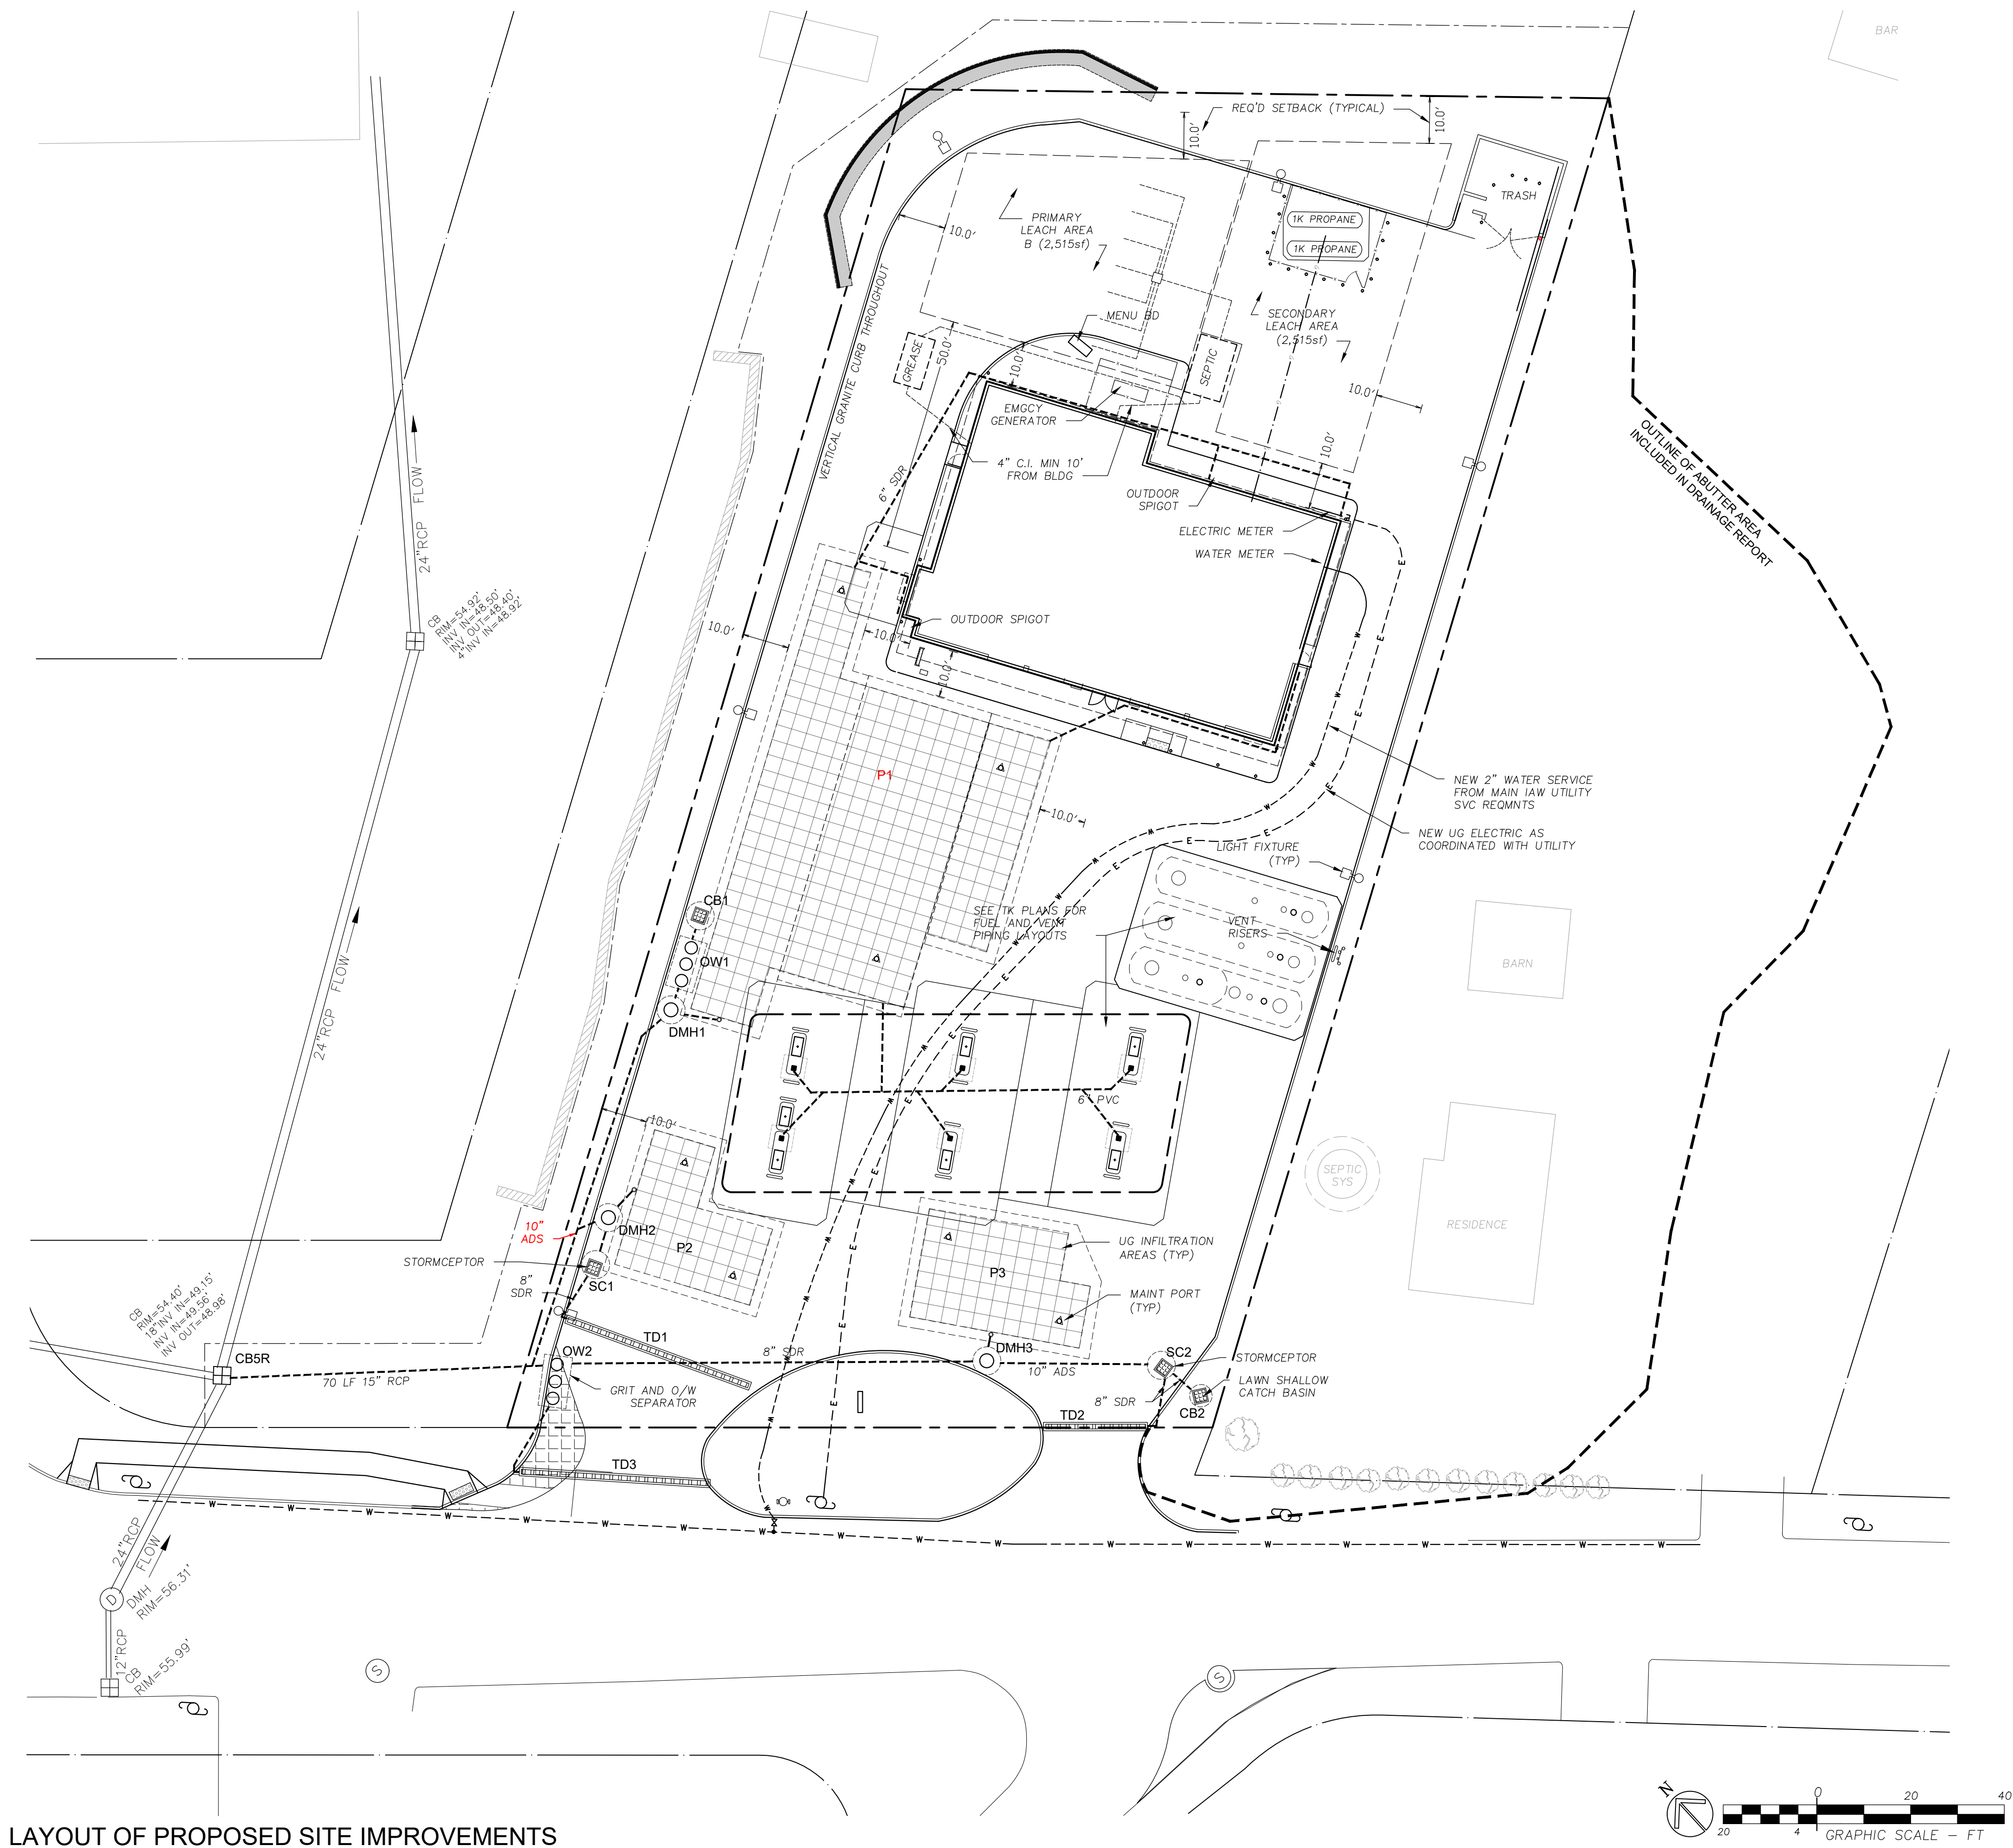 BAR
REQ'D SETBACK (TYPICAL)
10.0'
10.0'
TRASH
1K PROPANE
1K PROPANE
PRIMARY
LEACH AREA
B (2,515sf)
10.0'
VERTICAL GRANITE CURB THROUGHOUT
MENU BD
SECONDARY
LEACH AREA
(2,515sf)
GREASE
50.0'
10.0'
SEPTIC
10.0'
EMGCY
GENERATOR
10.0'
OUTLINE OF ABUTTER AREA
INCLUDED IN DRAINAGE REPORT
4" C.I. MIN 10'
FROM BLDG
6" SDR
OUTDOOR
SPIGOT
ELECTRIC METER
WATER METER
24"RCP FLOW
CB
RIM=54.92'
INV IN=48.50'
INV OUT=48.40'
4"INV IN=48.92'
OUTDOOR SPIGOT
10.0'
10.0'
10.0'
P1
10.0'
NEW 2" WATER SERVICE
FROM MAIN IAW UTILITY
SVC REQMNTS
NEW UG ELECTRIC AS
COORDINATED WITH UTILITY
LIGHT FIXTURE
(TYP)
CB1
SEE TK PLANS FOR
FUEL AND VENT
PIPING LAYOUTS
VENT
RISERS
OW1
BARN
24"RCP FLOW
DMH1
6" PVC
10.0'
SEPTIC
SYS
RESIDENCE
10"
ADS
DMH2
P2
STORMCEPTOR
SC1
8"
SDR
UG INFILTRATION
AREAS (TYP)
P3
MAINT PORT
(TYP)
CB
RIM=54.40'
18"INV IN=49.15'
INV IN=49.56'
INV OUT=48.98'
TD1
CB5R
OW2
8" SDR
DMH3
SC2
STORMCEPTOR
70 LF 15" RCP
GRIT AND O/W
SEPARATOR
10" ADS
LAWN SHALLOW
CATCH BASIN
8" SDR
CB2
TD2
TD3
24"RCP
FLOW
D
DMH
RIM=56.31'
12"RCP
CB
RIM=55.99'
S
S
N
0 20 40
20 4 GRAPHIC SCALE - FT
LAYOUT OF PROPOSED SITE IMPROVEMENTS